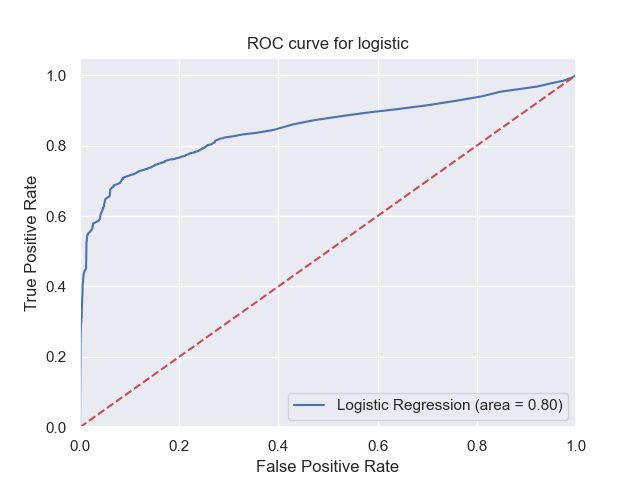 ROC curve for logistic
1.0
0.8
0.6
0.4
0.2
0.0
True Positive Rate
Logistic Regression (area = 0.80)
0.0 0.2 0.4 0.6 0.8 1.0
False Positive Rate